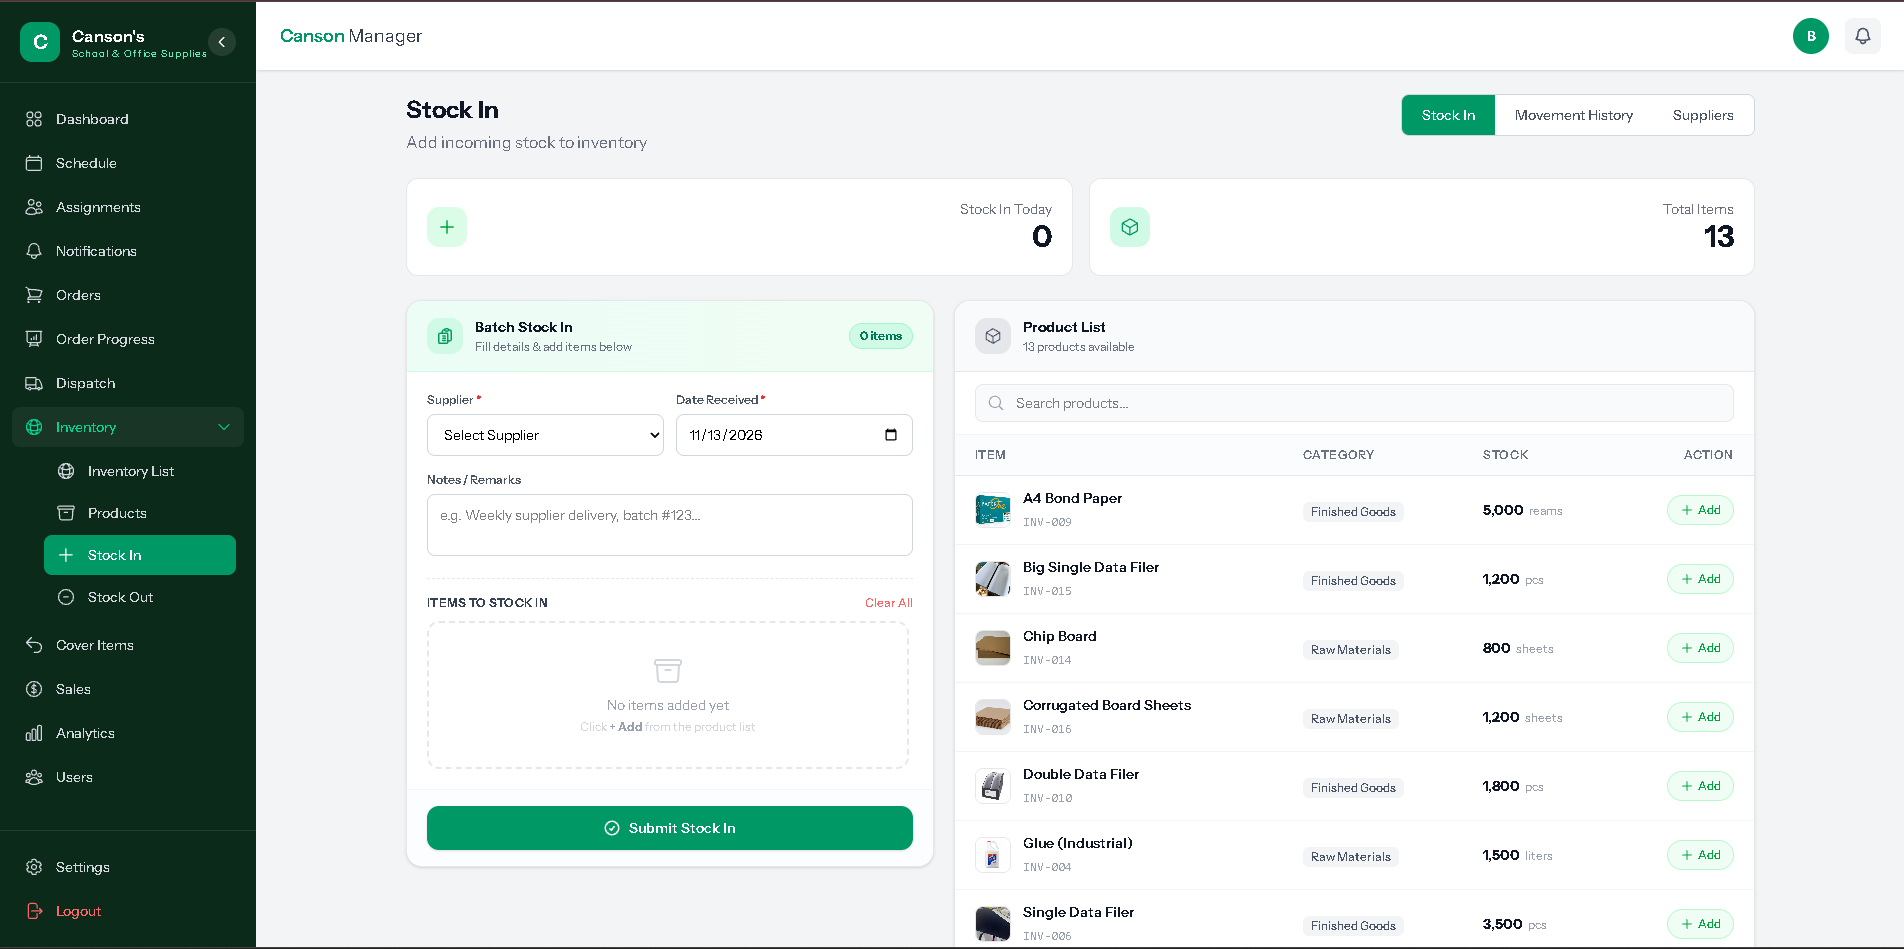 C
Canson's
School & Office Supplies
Dashboard
Schedule
Assignments
Notifications
Orders
Order Progress
Dispatch
Inventory
Inventory List
Products
Stock In
Stock Out
Cover Items
Sales
Analytics
Users
Settings
Logout
Canson Manager
B
Stock In
Add incoming stock to inventory
Stock In
Movement History
Suppliers
Stock In Today
0
Total Items
13
Batch Stock In
Fill details & add items below
0 items
Supplier *
Date Received *
Select Supplier
11/13/2026
Notes / Remarks
e.g. Weekly supplier delivery, batch #123...
ITEMS TO STOCK IN
Clear All
No items added yet
Click + Add from the product list
Submit Stock In
Product List
13 products available
Search products...
ITEM CATEGORY STOCK ACTION
A4 Bond Paper
INV-009
Finished Goods
5,000 reams
+ Add
Big Single Data Filer
INV-015
Finished Goods
1,200 pcs
+ Add
Chip Board
INV-014
Raw Materials
800 sheets
+ Add
Corrugated Board Sheets
INV-016
Raw Materials
1,200 sheets
+ Add
Double Data Filer
INV-010
Finished Goods
1,800 pcs
+ Add
Glue (Industrial)
INV-004
Raw Materials
1,500 liters
+ Add
Single Data Filer
INV-006
Finished Goods
3,500 pcs
+ Add